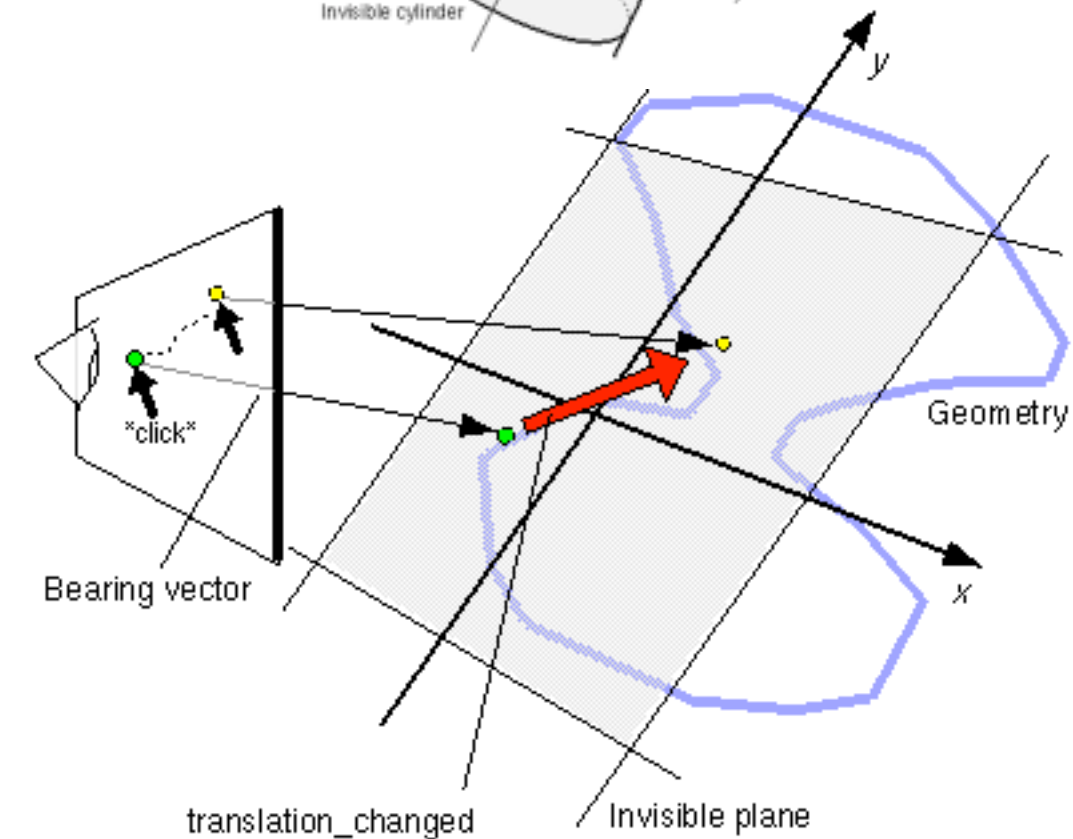 Invisible cylinder
y
*click*
Geometry
Bearing vector
x
translation_changed
Invisible plane